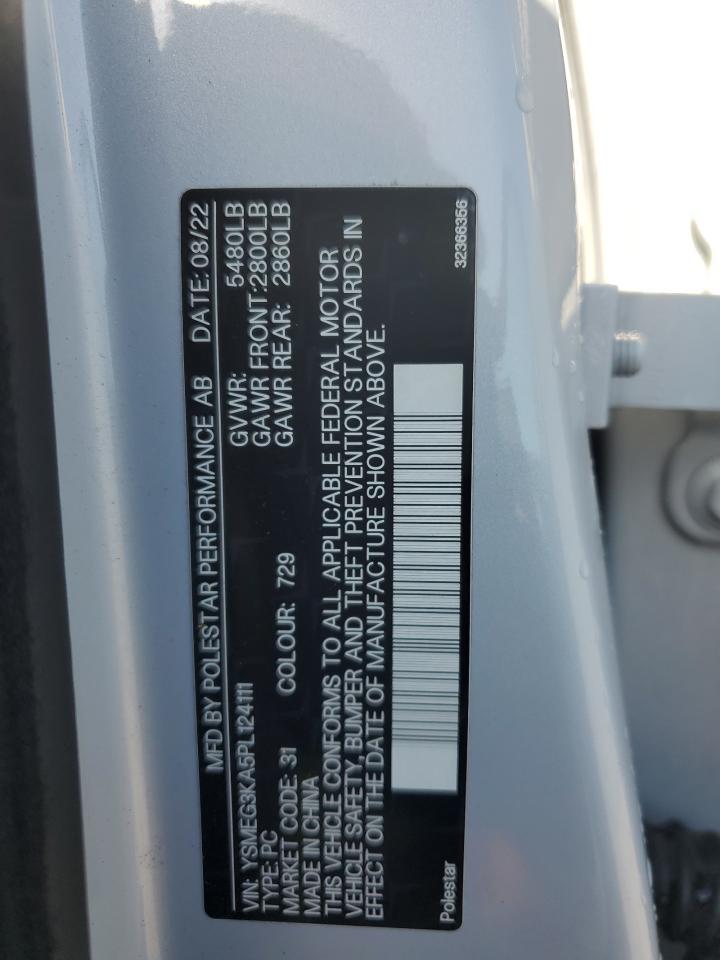 MFD BY POLESTAR PERFORMANCE AB DATE: 08/22
VIN: YSMEG3KA5PL124111 GVWR: 5480LB
TYPE: PC GAWR FRONT:2800LB
MARKET CODE: 31 COLOUR: 729 GAWR REAR: 2860LB
MADE IN CHINA
THIS VEHICLE CONFORMS TO ALL APPLICABLE FEDERAL MOTOR
VEHICLE SAFETY, BUMPER AND THEFT PREVENTION STANDARDS IN
EFFECT ON THE DATE OF MANUFACTURE SHOWN ABOVE.
Polestar 32366356